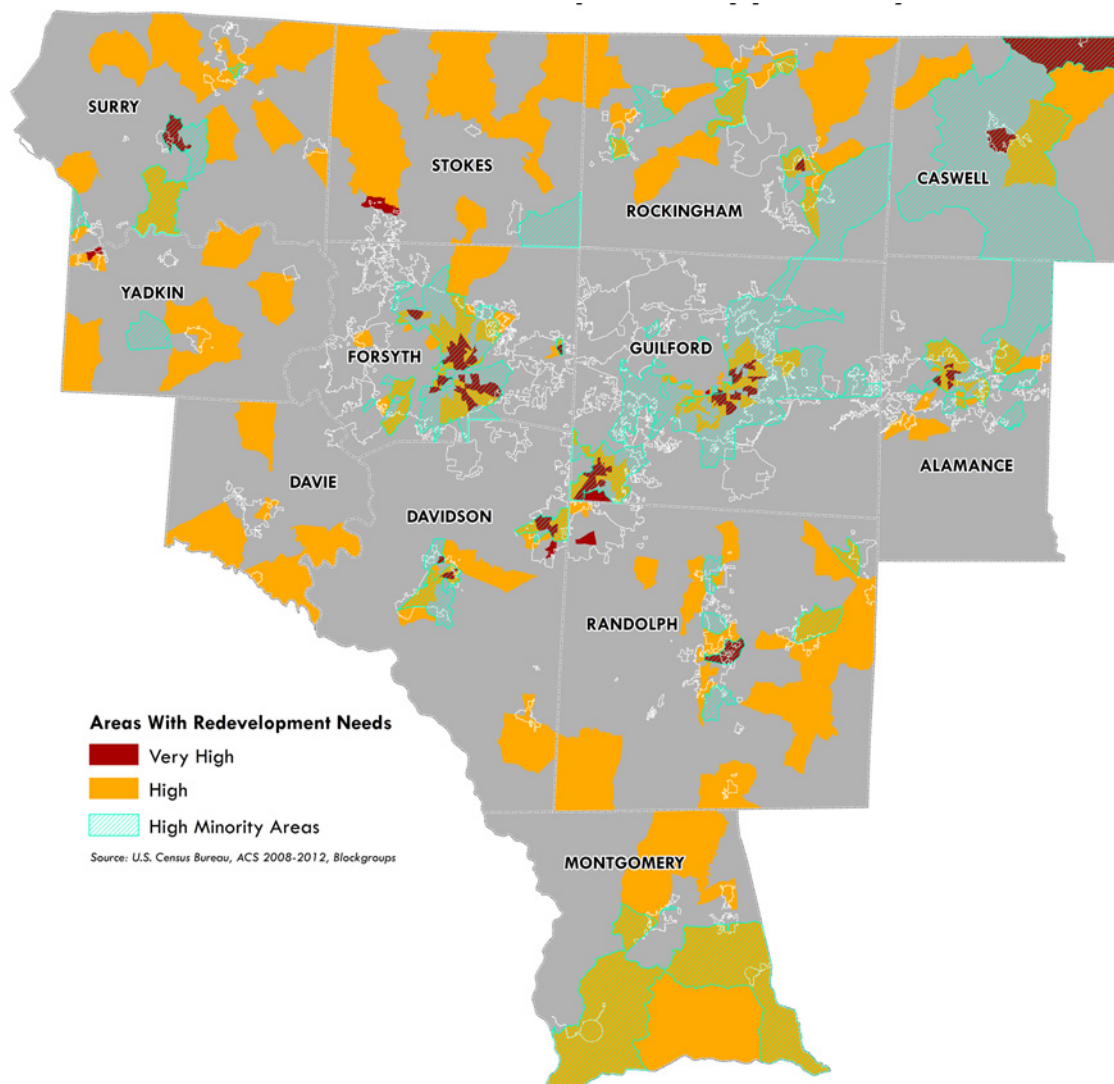 SURRY
STOKES
ROCKINGHAM
CASWELL
YADKIN
FORSYTH
GUILFORD
ALAMANCE
DAVIE
DAVIDSON
RANDOLPH
Areas With Redevelopment Needs
Very High
High
High Minority Areas
Source: U.S. Census Bureau, ACS 2008-2012, Blockgroups
MONTGOMERY